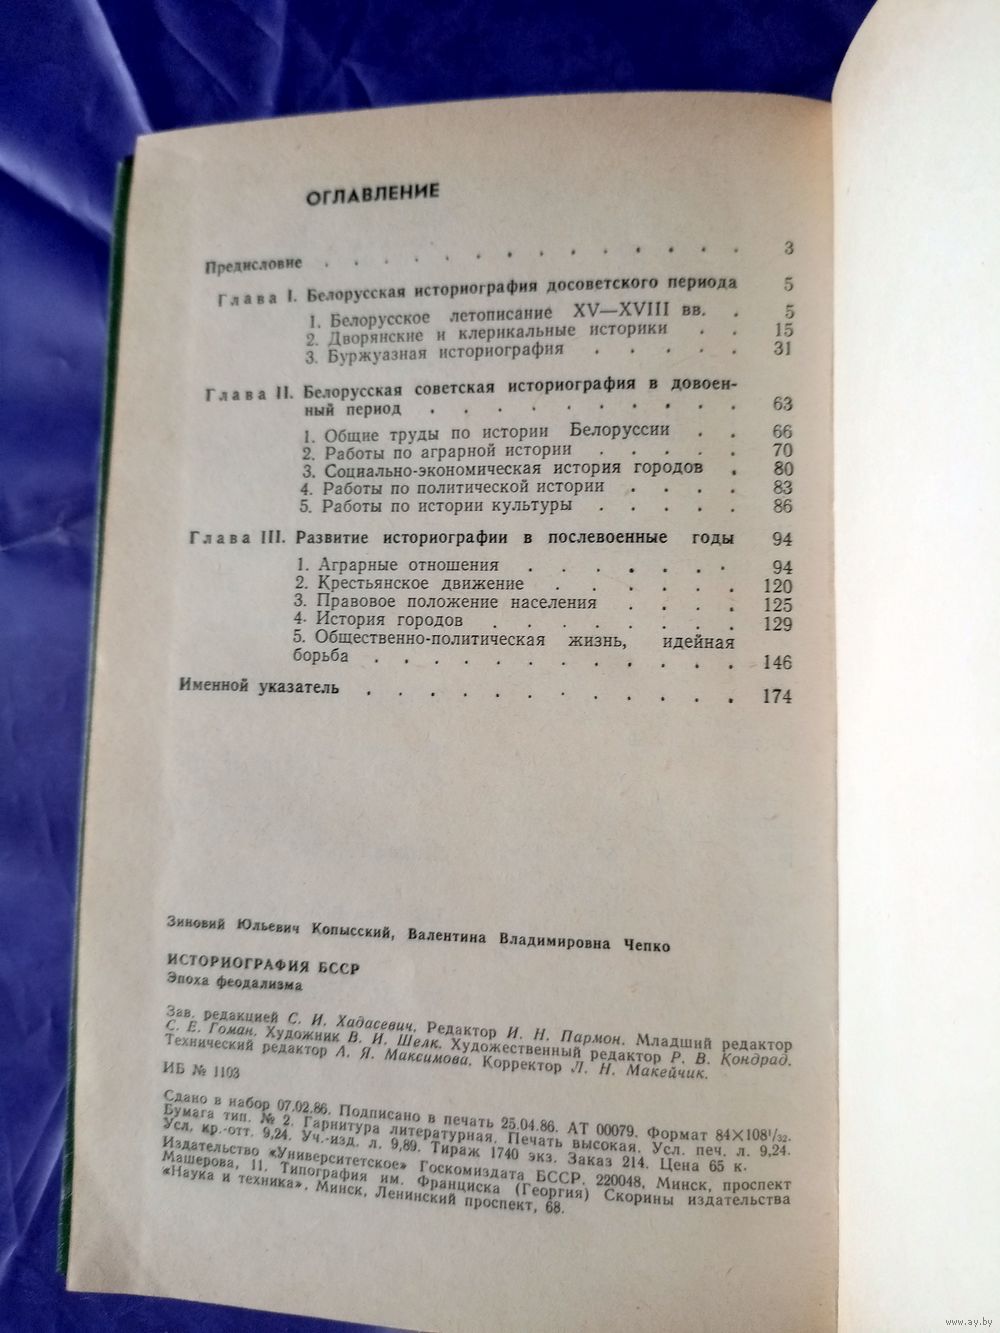 ОГЛАВЛЕНИЕ
Предисловие . . . . . . . . . . . . . . 3
Глава I. Белорусская историография досоветского периода 5
1. Белорусское летописание XV—XVIII вв. . 5
2. Дворянские и клерикальные историки . . 15
3. Буржуазная историография . . . . . 31
Глава II. Белорусская советская историография в довоен-
ный период . . . . . . . . . . 63
1. Общие труды по истории Белоруссии . . 66
2. Работы по аграрной истории . . . . . 70
3. Социально-экономическая история городов . 80
4. Работы по политической истории . . . . 83
5. Работы по истории культуры . . . . . 86
Глава III. Развитие историографии в послевоенные годы 94
1. Аграрные отношения . . . . . . . 94
2. Крестьянское движение . . . . . . 120
3. Правовое положение населения . . . . 125
4. История городов . . . . . . . . 129
5. Общественно-политическая жизнь, идейная
борьба . . . . . . . . . . . . 146
Именной указатель . . . . . . . . . . . . 174
Зиновий Юльевич Копысский, Валентина Владимировна Чепко
ИСТОРИОГРАФИЯ БССР
Эпоха феодализма
Зав. редакцией С. И. Хадасевич. Редактор И. Н. Пармон. Младший редактор
С. Е. Гоман. Художник В. И. Шелк. Художественный редактор Р. В. Кондрад.
Технический редактор Л. Я. Максимова. Корректор Л. Н. Макейчик.
ИБ № 1103
Сдано в набор 07.02.86. Подписано в печать 25.04.86. АТ 00079. Формат 84×108¹/₃₂.
Бумага тип. № 2. Гарнитура литературная. Печать высокая. Усл. печ. л. 9,24.
Усл. кр.-отт. 9,24. Уч.-изд. л. 9,89. Тираж 1740 экз. Заказ 214. Цена 65 к.
Издательство «Университетское» Госкомиздата БССР. 220048, Минск, проспект
Машерова, 11. Типография им. Франциска (Георгия) Скорины издательства
«Наука и техника». Минск, Ленинский проспект, 68.
www.ay.by